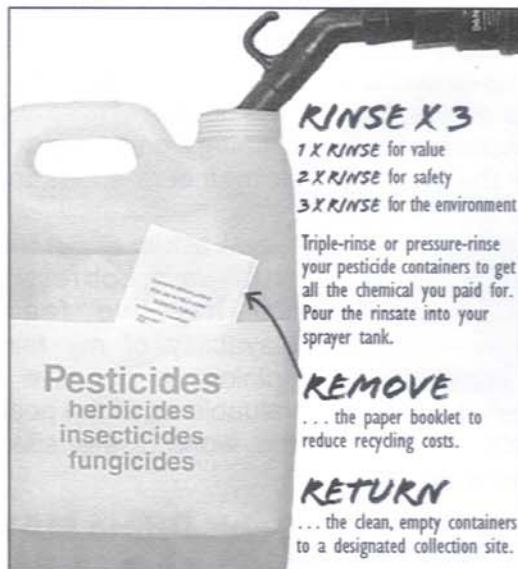 RINSE X 3
1 X RINSE for value
2 X RINSE for safety
3 X RINSE for the environment
Triple-rinse or pressure-rinse
your pesticide containers to get
all the chemical you paid for.
Pour the rinsate into your
sprayer tank.
REMOVE
. . . the paper booklet to
reduce recycling costs.
RETURN
. . . the clean, empty containers
to a designated collection site.
Pesticides
herbicides
insecticides
fungicides